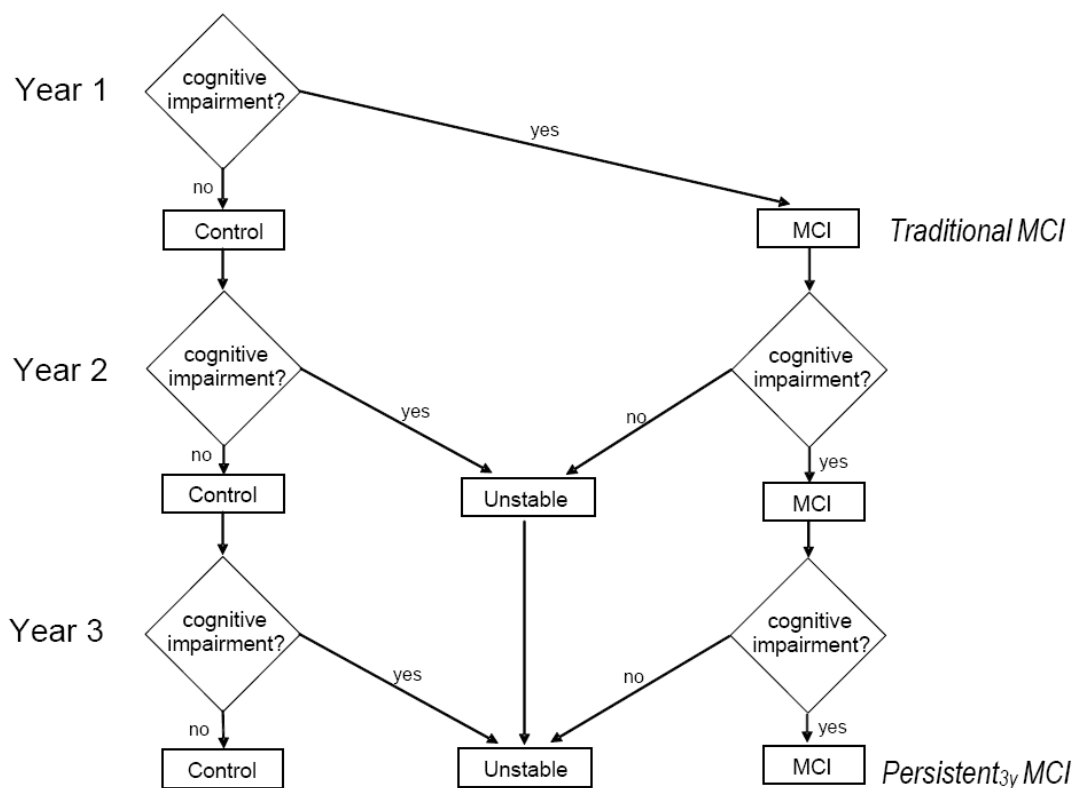 Year 1
cognitive
impairment?
yes
no
Control
MCI
Traditional MCI
Year 2
cognitive
impairment?
cognitive
impairment?
yes
no
no
yes
Control
Unstable
MCI
Year 3
cognitive
impairment?
cognitive
impairment?
yes
no
no
yes
Control
Unstable
MCI
Persistent3y MCI